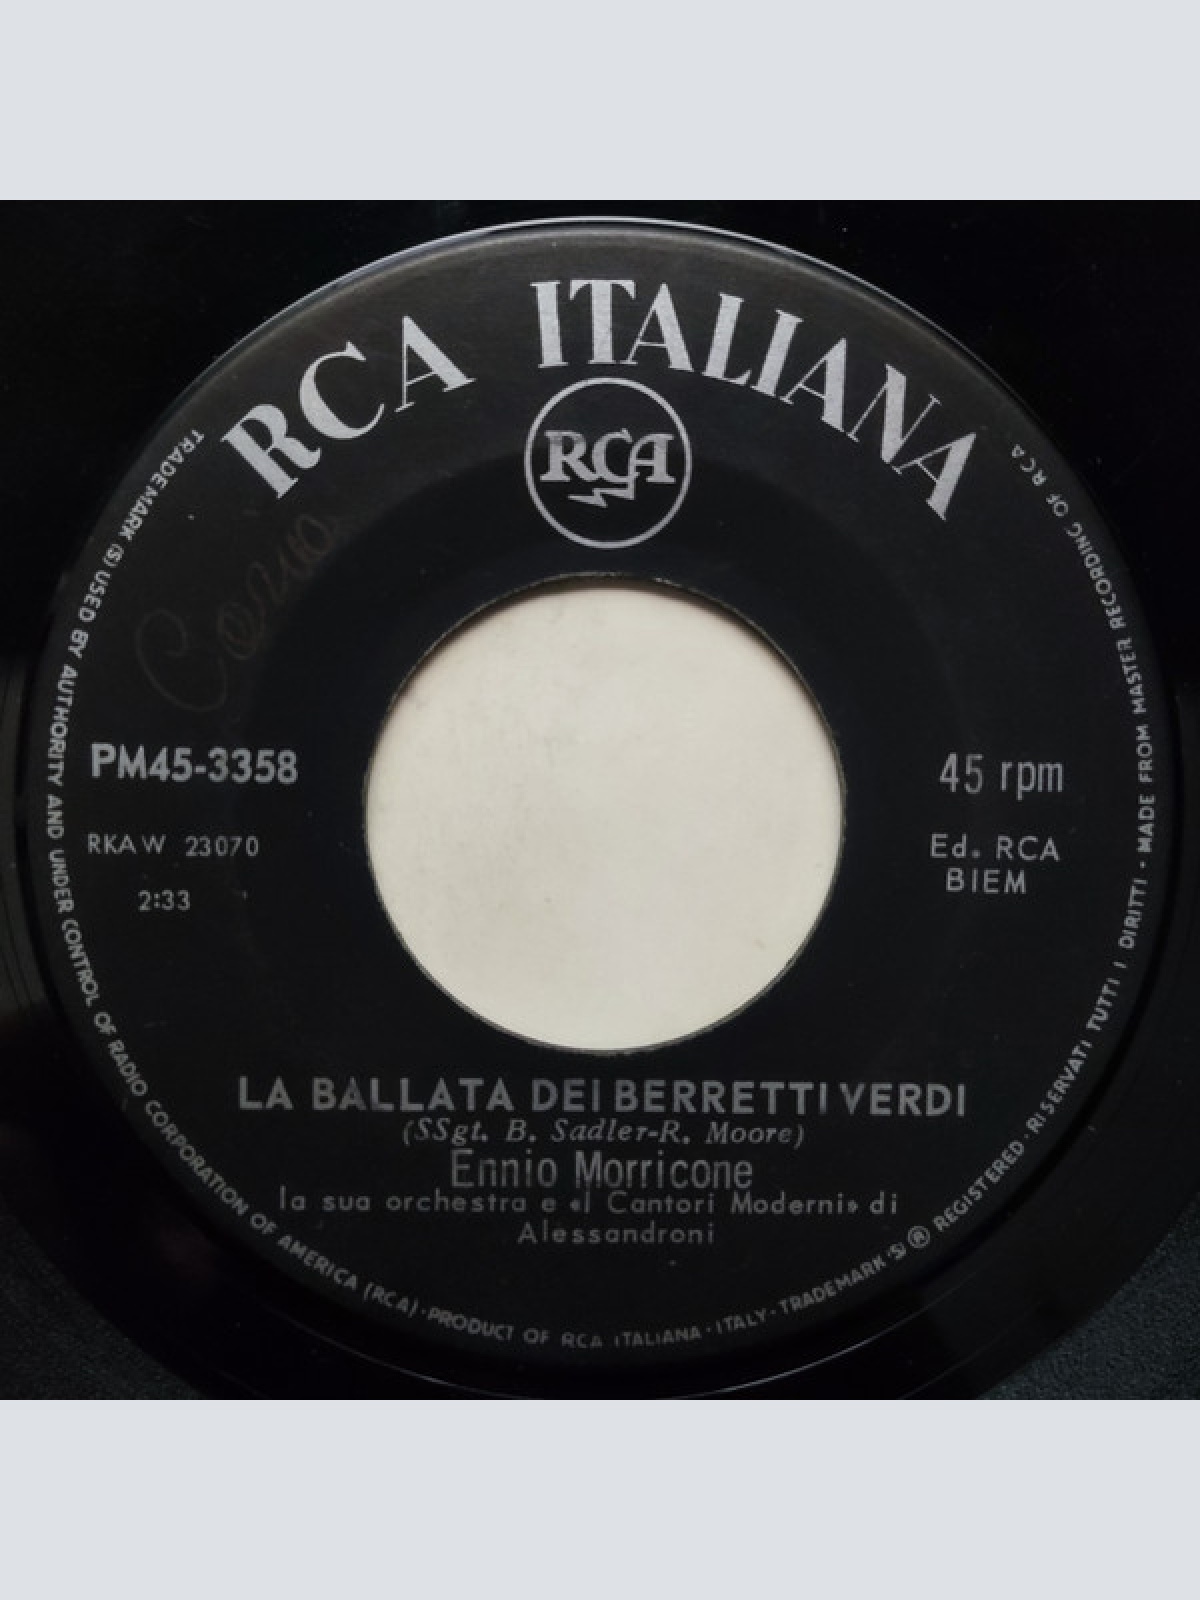 RCA ITALIANA
RCA
PM45-3358
RKAW 23070
2:33
45 rpm
Ed. RCA
BIEM
LA BALLATA DEI BERRETTI VERDI
(SSgt. B. Sadler-R. Moore)
Ennio Morricone
la sua orchestra e «I Cantori Moderni» di
Alessandroni
TRADEMARK (S) USED BY AUTHORITY AND UNDER CONTROL OF RADIO CORPORATION OF AMERICA (RCA) · PRODUCT OF RCA ITALIANA · ITALY · TRADEMARK 'S' ® REGISTERED · RISERVATI TUTTI I DIRITTI · MADE FROM MASTER RECORDING OF RCA